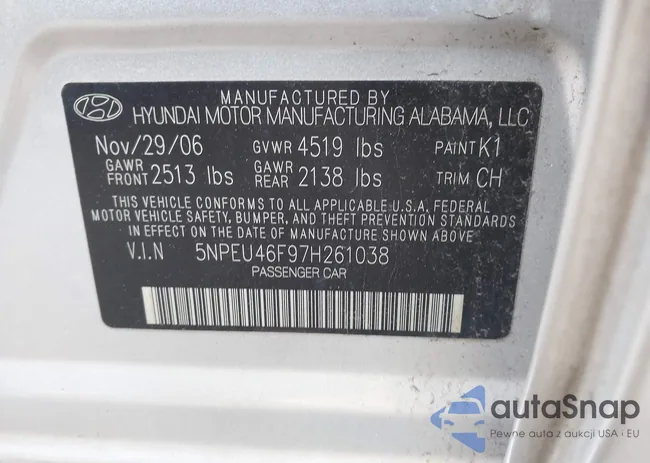 MANUFACTURED BY
HYUNDAI MOTOR MANUFACTURING ALABAMA, LLC
Nov/29/06 GVWR 4519 lbs PAINT K1
GAWR FRONT 2513 lbs GAWR REAR 2138 lbs TRIM CH
THIS VEHICLE CONFORMS TO ALL APPLICABLE U.S.A. FEDERAL
MOTOR VEHICLE SAFETY, BUMPER, AND THEFT PREVENTION STANDARDS
IN EFFECT ON THE DATE OF MANUFACTURE SHOWN ABOVE
V.I.N 5NPEU46F97H261038
PASSENGER CAR
autaSnap
Pewne auto z aukcji USA i EU